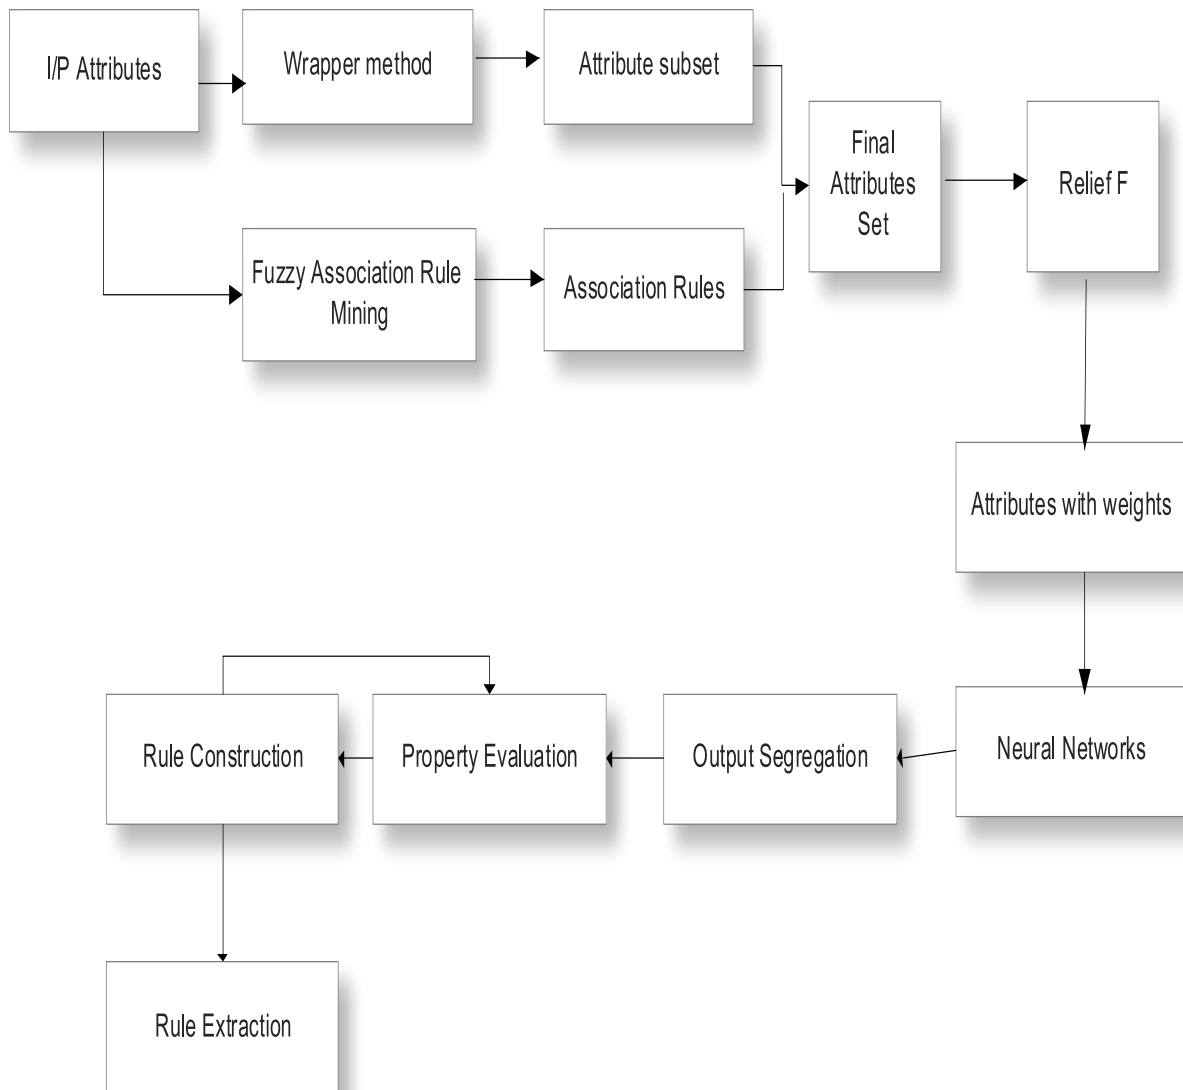 I/P Attributes
Wrapper method
Attribute subset
Final
Attributes
Set
Relief F
Fuzzy Association Rule
Mining
Association Rules
Attributes with weights
Neural Networks
Output Segregation
Property Evaluation
Rule Construction
Rule Extraction